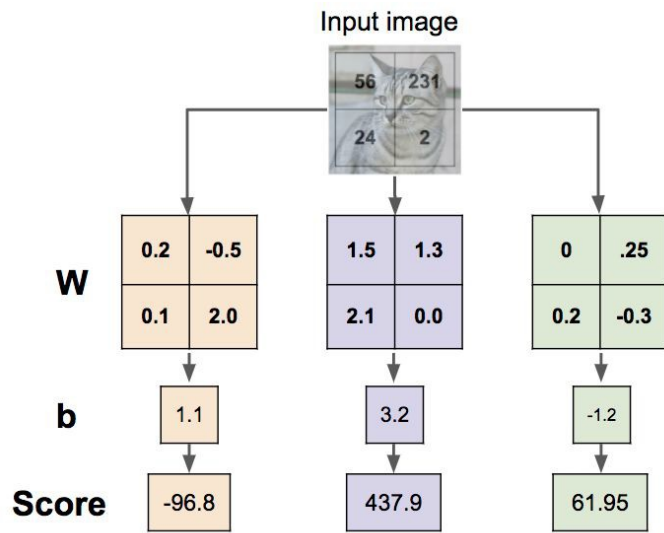 Input image
56 231
24 2
W
0.2 -0.5 1.5 1.3 0 .25
0.1 2.0 2.1 0.0 0.2 -0.3
b 1.1 3.2 -1.2
Score -96.8 437.9 61.95